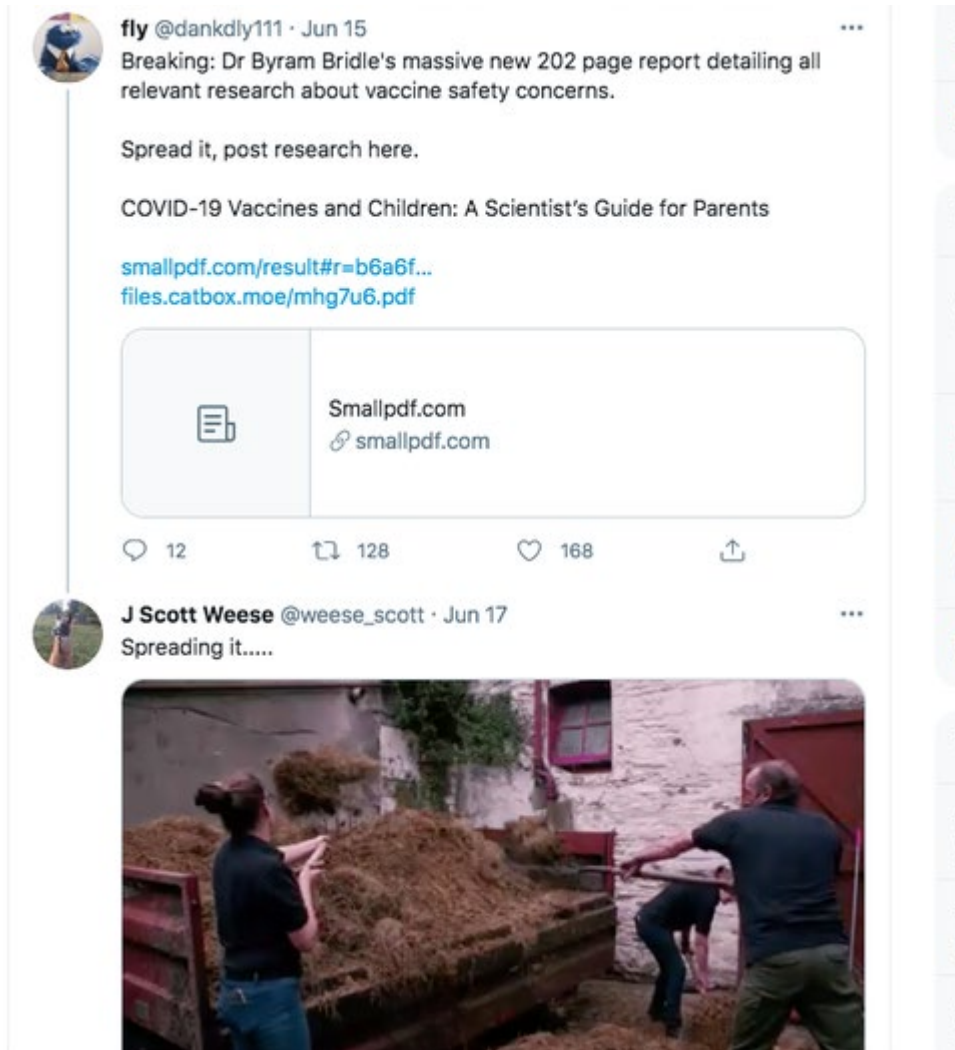 fly @dankdly111 · Jun 15
Breaking: Dr Byram Bridle's massive new 202 page report detailing all
relevant research about vaccine safety concerns.
Spread it, post research here.
COVID-19 Vaccines and Children: A Scientist's Guide for Parents
smallpdf.com/result#r=b6a6f...
files.catbox.moe/mhg7u6.pdf
Smallpdf.com
smallpdf.com
12 128 168
J Scott Weese @weese_scott · Jun 17
Spreading it.....